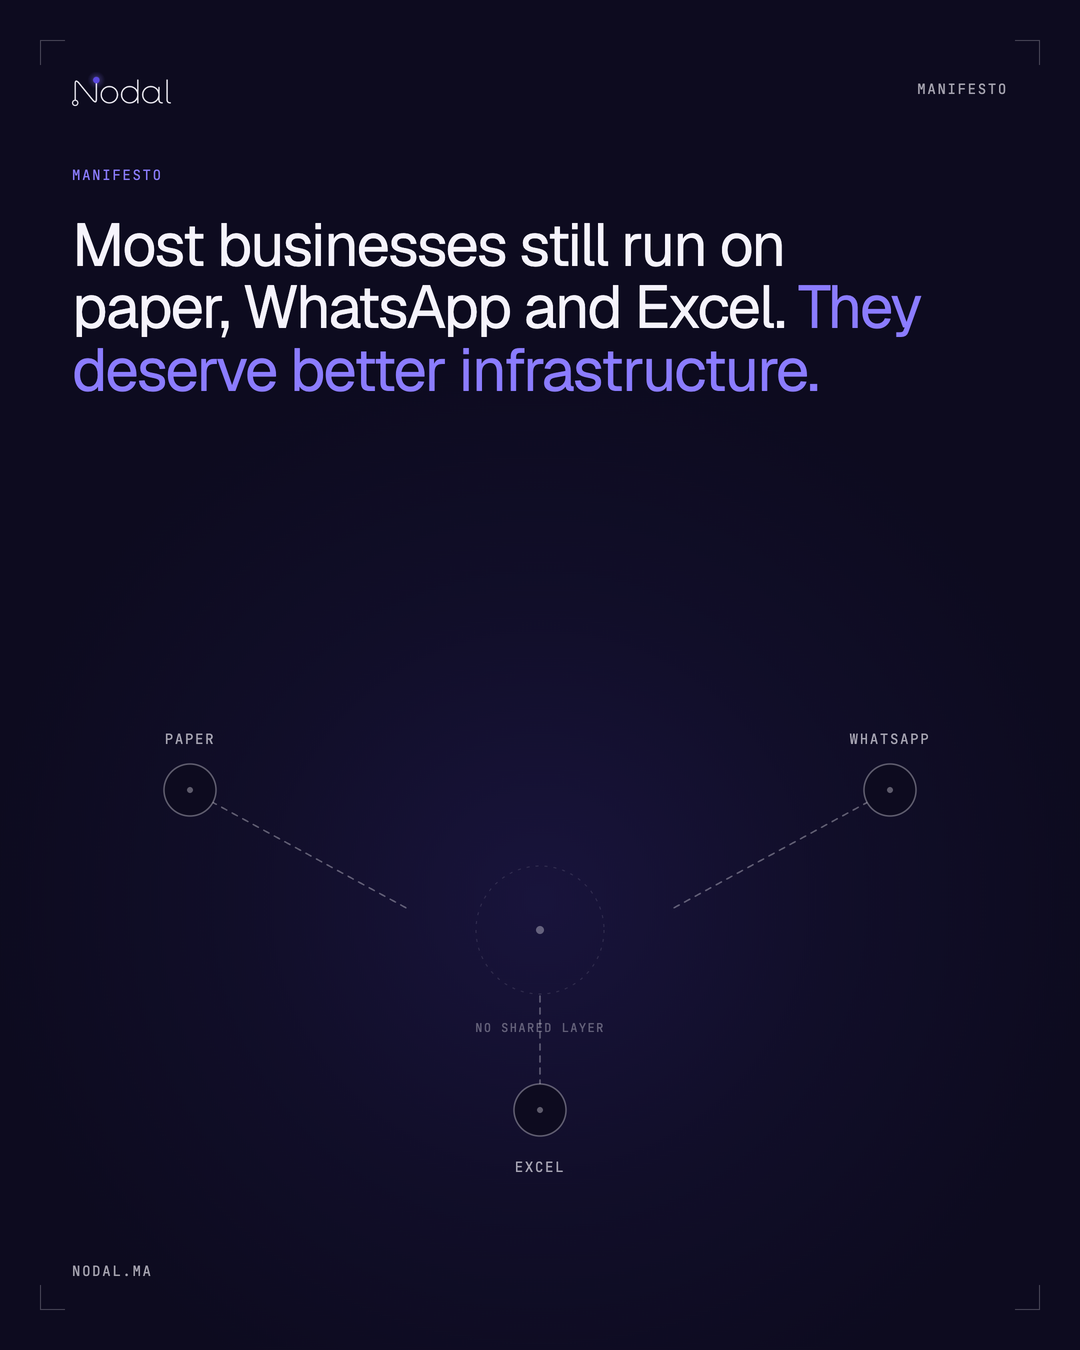 Nodal
MANIFESTO
MANIFESTO
Most businesses still run on
paper, WhatsApp and Excel. They
deserve better infrastructure.
PAPER
WHATSAPP
NO SHARED LAYER
EXCEL
NODAL.MA